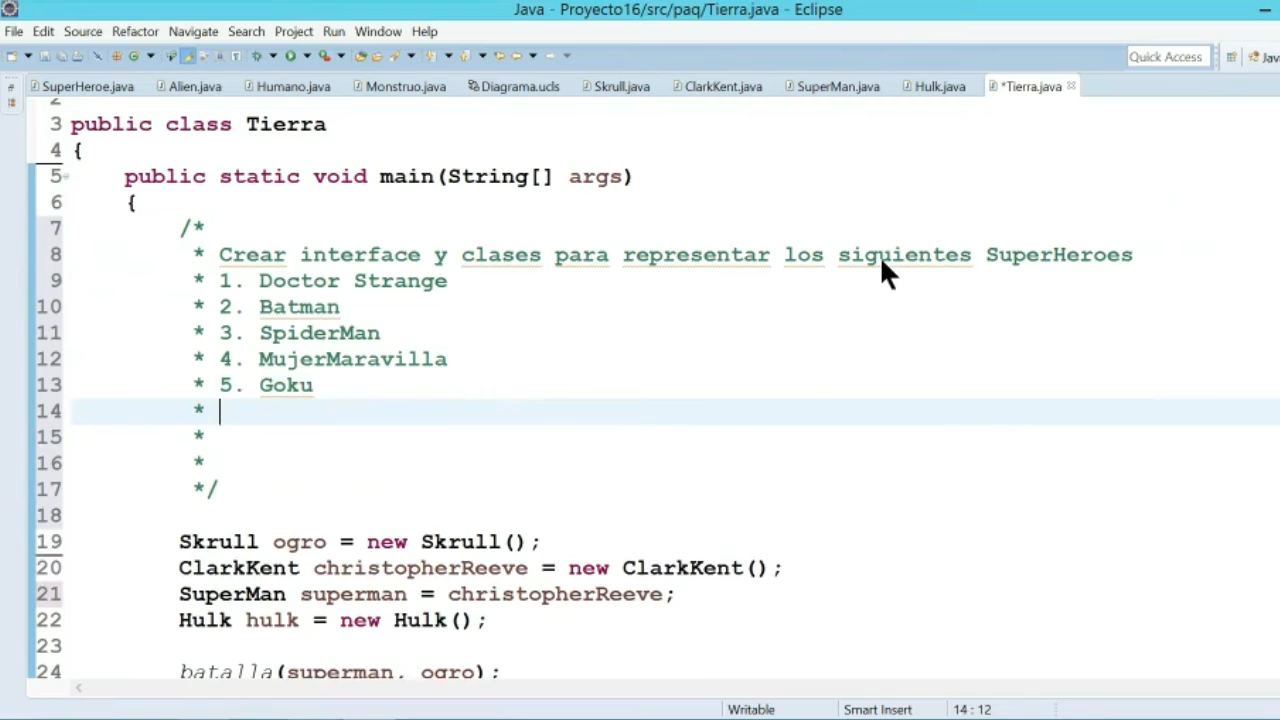 Java - Proyecto16/src/paq/Tierra.java - Eclipse
File Edit Source Refactor Navigate Search Project Run Window Help
Quick Access Jav
SuperHeroe.java Alien.java Humano.java Monstruo.java Diagrama.ucls Skrull.java ClarkKent.java SuperMan.java Hulk.java *Tierra.java
2
3 public class Tierra
4 {
5 public static void main(String[] args)
6 {
7 /*
8 * Crear interface y clases para representar los siguientes SuperHeroes
9 * 1. Doctor Strange
10 * 2. Batman
11 * 3. SpiderMan
12 * 4. MujerMaravilla
13 * 5. Goku
14 *
15 *
16 *
17 */
18
19 Skrull ogro = new Skrull();
20 ClarkKent christopherReeve = new ClarkKent();
21 SuperMan superman = christopherReeve;
22 Hulk hulk = new Hulk();
23
24 batalla(superman, ogro);
Writable Smart Insert 14 : 12